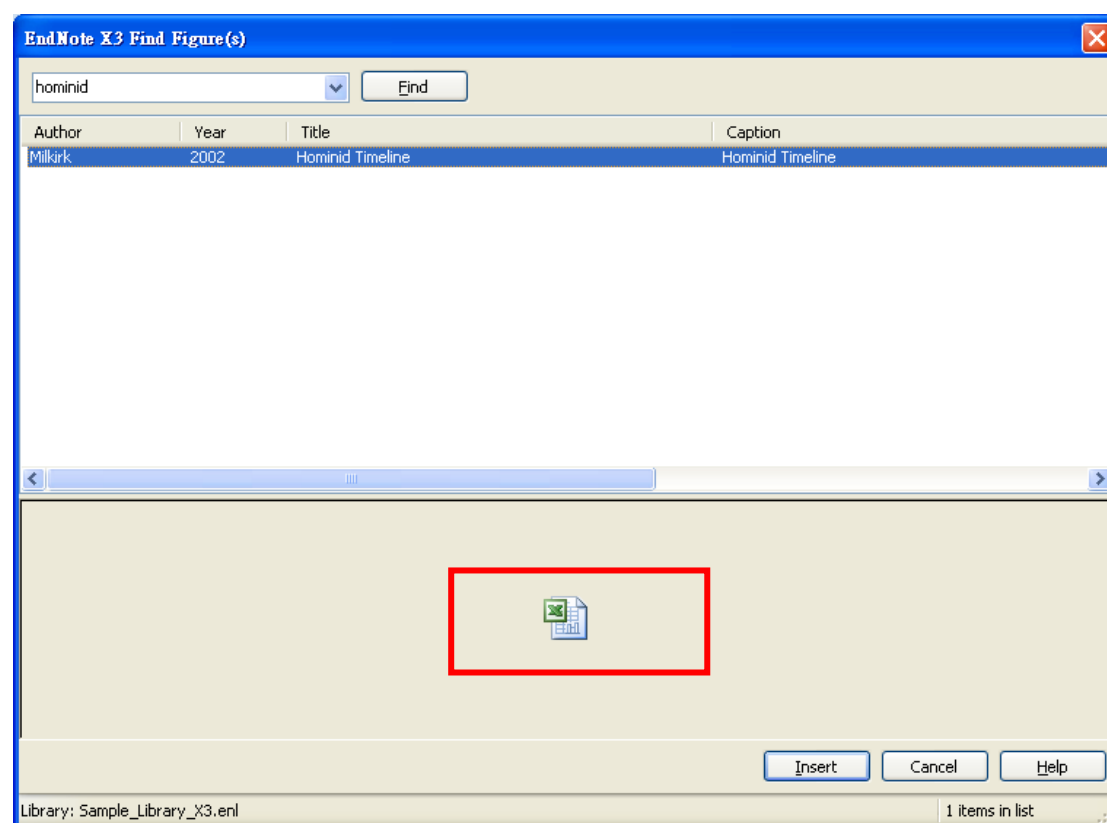 EndNote X3 Find Figure(s)
hominid Find
Author Year Title Caption
Milkirk 2002 Hominid Timeline Hominid Timeline
Insert Cancel Help
Library: Sample_Library_X3.enl 1 items in list